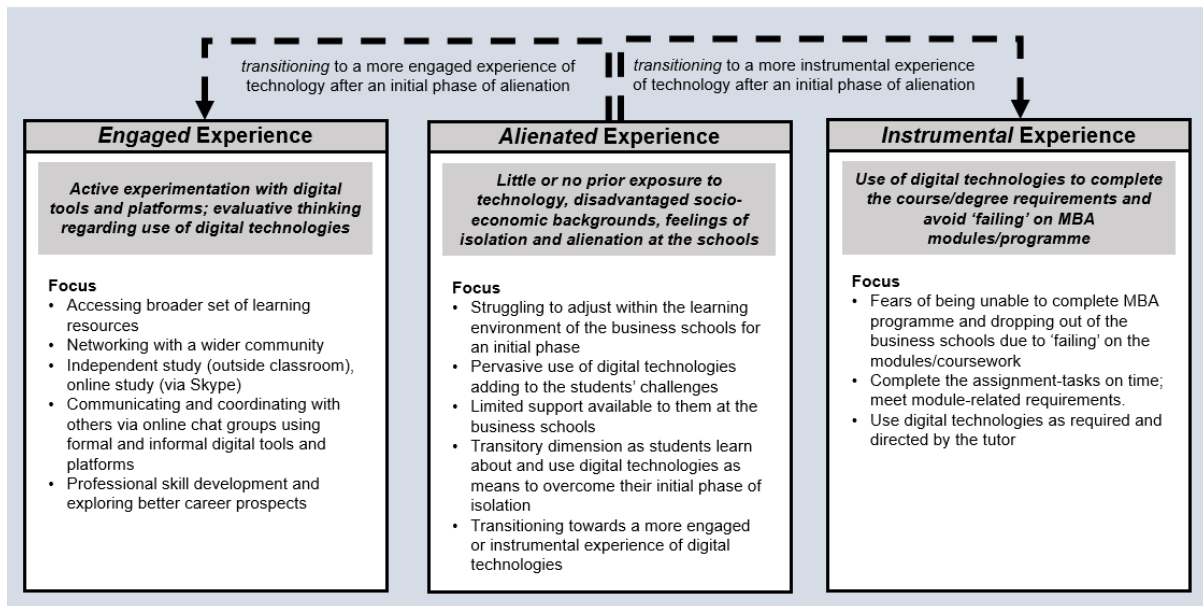 transitioning to a more engaged experience of
technology after an initial phase of alienation
transitioning to a more instrumental experience
of technology after an initial phase of alienation
Engaged Experience
Active experimentation with digital
tools and platforms; evaluative thinking
regarding use of digital technologies
Focus
• Accessing broader set of learning
resources
• Networking with a wider community
• Independent study (outside classroom),
online study (via Skype)
• Communicating and coordinating with
others via online chat groups using
formal and informal digital tools and
platforms
• Professional skill development and
exploring better career prospects
Alienated Experience
Little or no prior exposure to
technology, disadvantaged socio-
economic backgrounds, feelings of
isolation and alienation at the schools
Focus
• Struggling to adjust within the learning
environment of the business schools for
an initial phase
• Pervasive use of digital technologies
adding to the students’ challenges
• Limited support available to them at the
business schools
• Transitory dimension as students learn
about and use digital technologies as
means to overcome their initial phase of
isolation
• Transitioning towards a more engaged
or instrumental experience of digital
technologies
Instrumental Experience
Use of digital technologies to complete
the course/degree requirements and
avoid ‘failing’ on MBA
modules/programme
Focus
• Fears of being unable to complete MBA
programme and dropping out of the
business schools due to ‘failing’ on the
modules/coursework
• Complete the assignment-tasks on time;
meet module-related requirements.
• Use digital technologies as required and
directed by the tutor